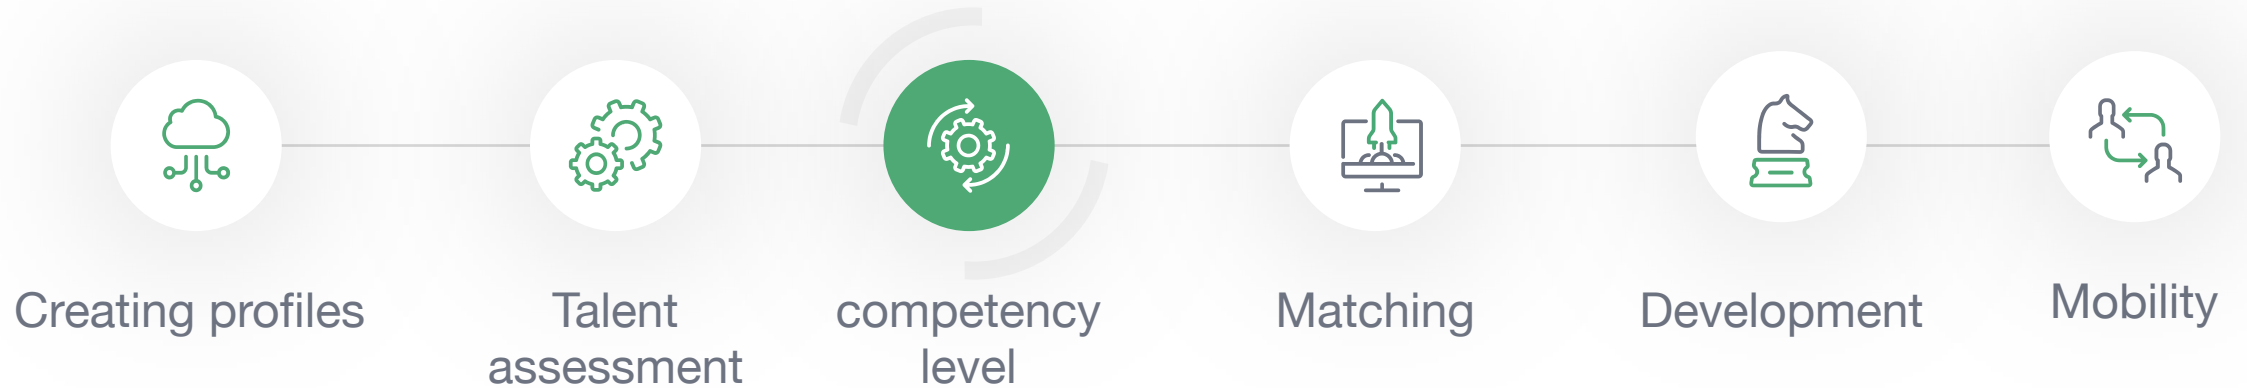 Creating profiles
Talent
assessment
competency
level
Matching
Development
Mobility